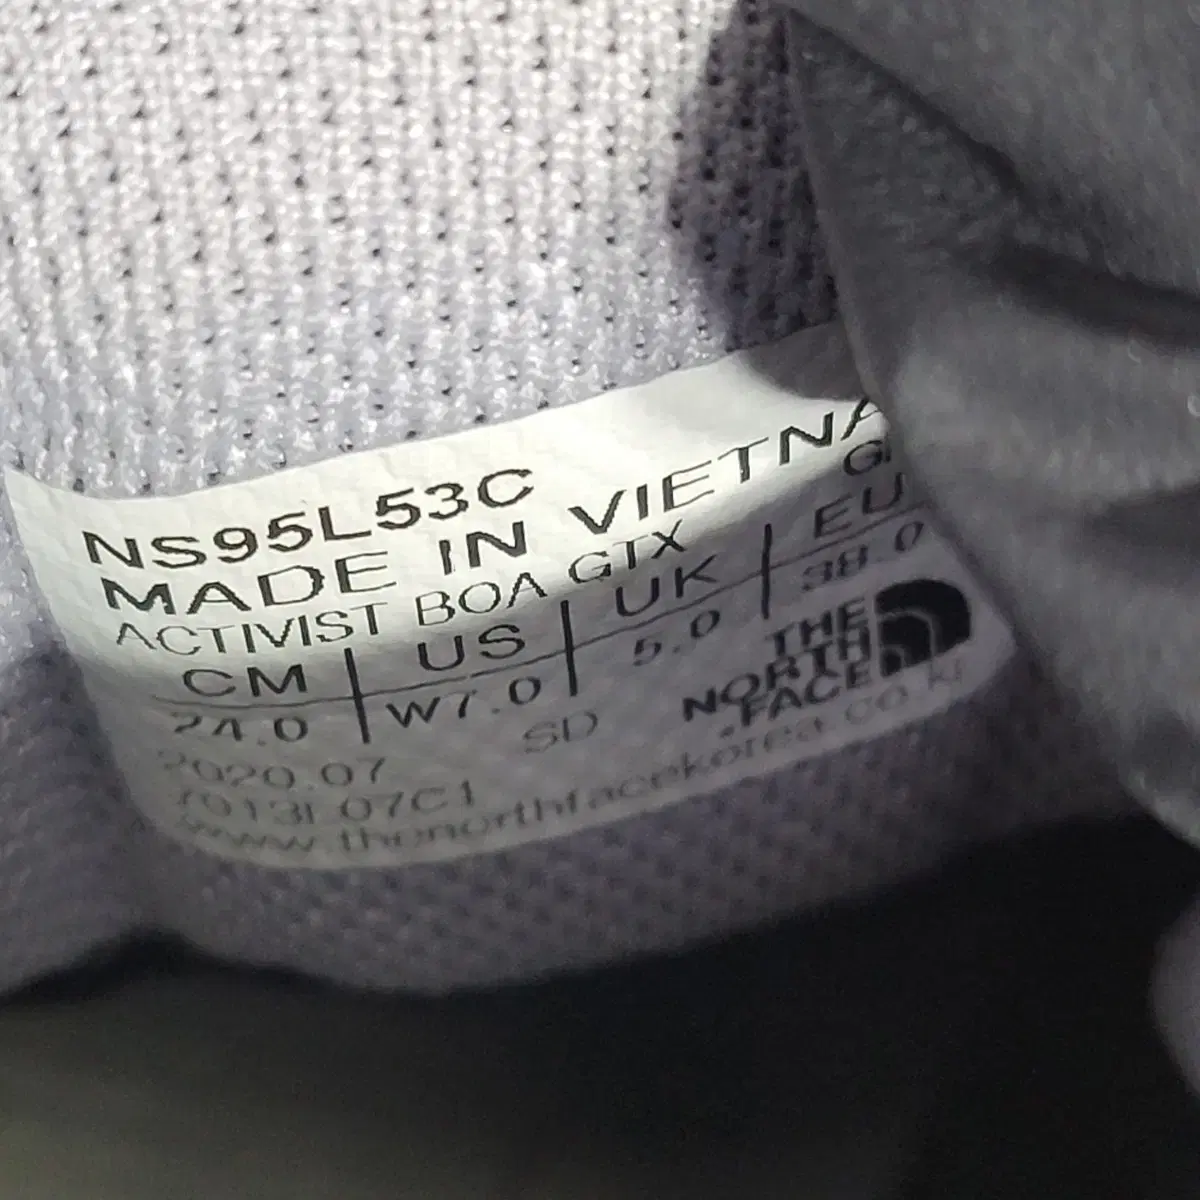 NS95L53C
MADE IN VIETNA
ACTIVIST BOA GTX
CM US UK EU
24.0 W7.0 5.0 38.0
2020.07 SD
THE
NORTH
FACE
www.thenorthfacekorea.co.kr